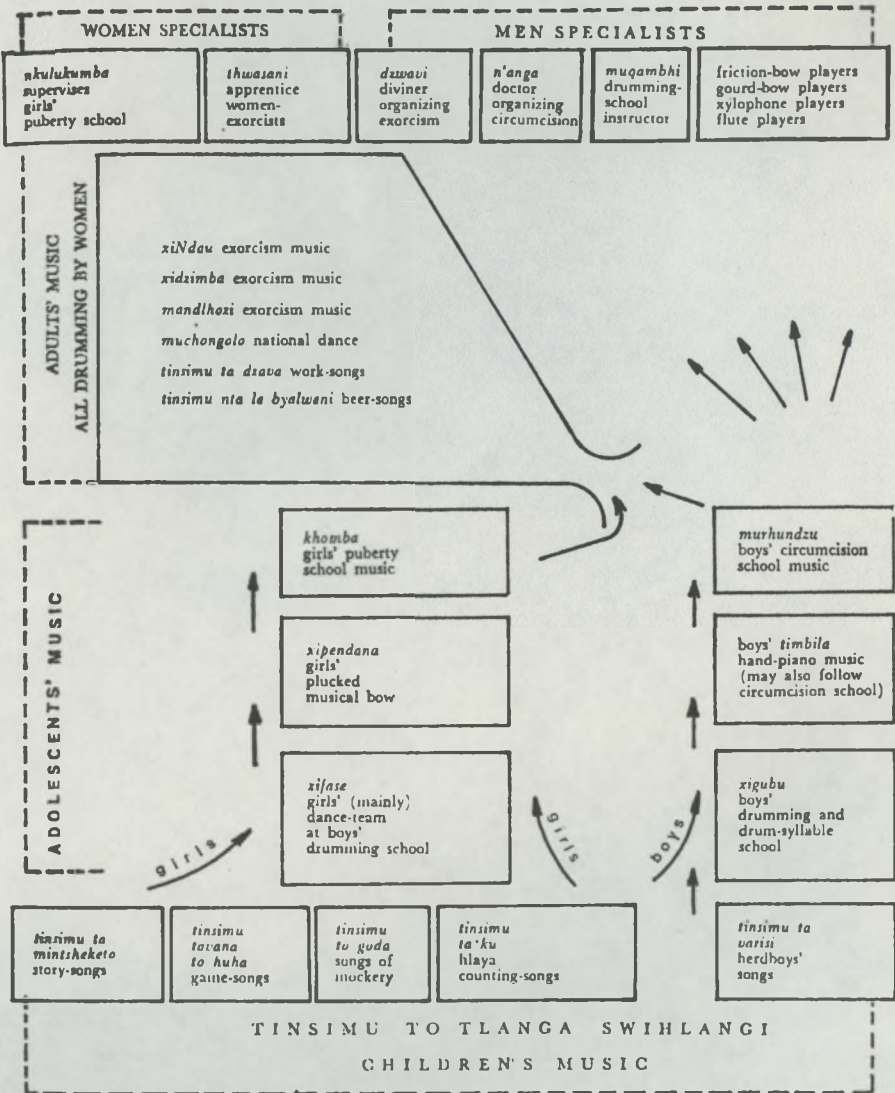 WOMEN SPECIALISTS
MEN SPECIALISTS
nkulukumba
supervises
girls'
puberty school
thwasani
apprentice
women-
exorcists
dzwavi
diviner
organizing
exorcism
n'anga
doctor
organizing
circumcision
muqambhi
drumming-
school
instructor
friction-bow players
gourd-bow players
xylophone players
flute players
ADULTS' MUSIC
ALL DRUMMING BY WOMEN
xiNdau exorcism music
xidzimba exorcism music
mandlhozi exorcism music
muchongolo national dance
tinsimu ta dzava work-songs
tinsimu nta le byalweni beer-songs
ADOLESCENTS' MUSIC
khomba
girls' puberty
school music
murhundzu
boys' circumcision
school music
xipendana
girls'
plucked
musical bow
boys' timbila
hand-piano music
(may also follow
circumcision school)
xifase
girls' (mainly)
dance-team
at boys'
drumming school
xigubu
boys'
drumming and
drum-syllable
school
girls
girls
boys
tinsimu ta
mintsheketo
story-songs
tinsimu
tavana
to huha
game-songs
tinsimu
to guda
songs of
mockery
tinsimu
ta'ku
hlaya
counting-songs
tinsimu ta
varisi
herdboys'
songs
TINSIMU TO TLANGA SWIHLANGI
CHILDREN'S MUSIC